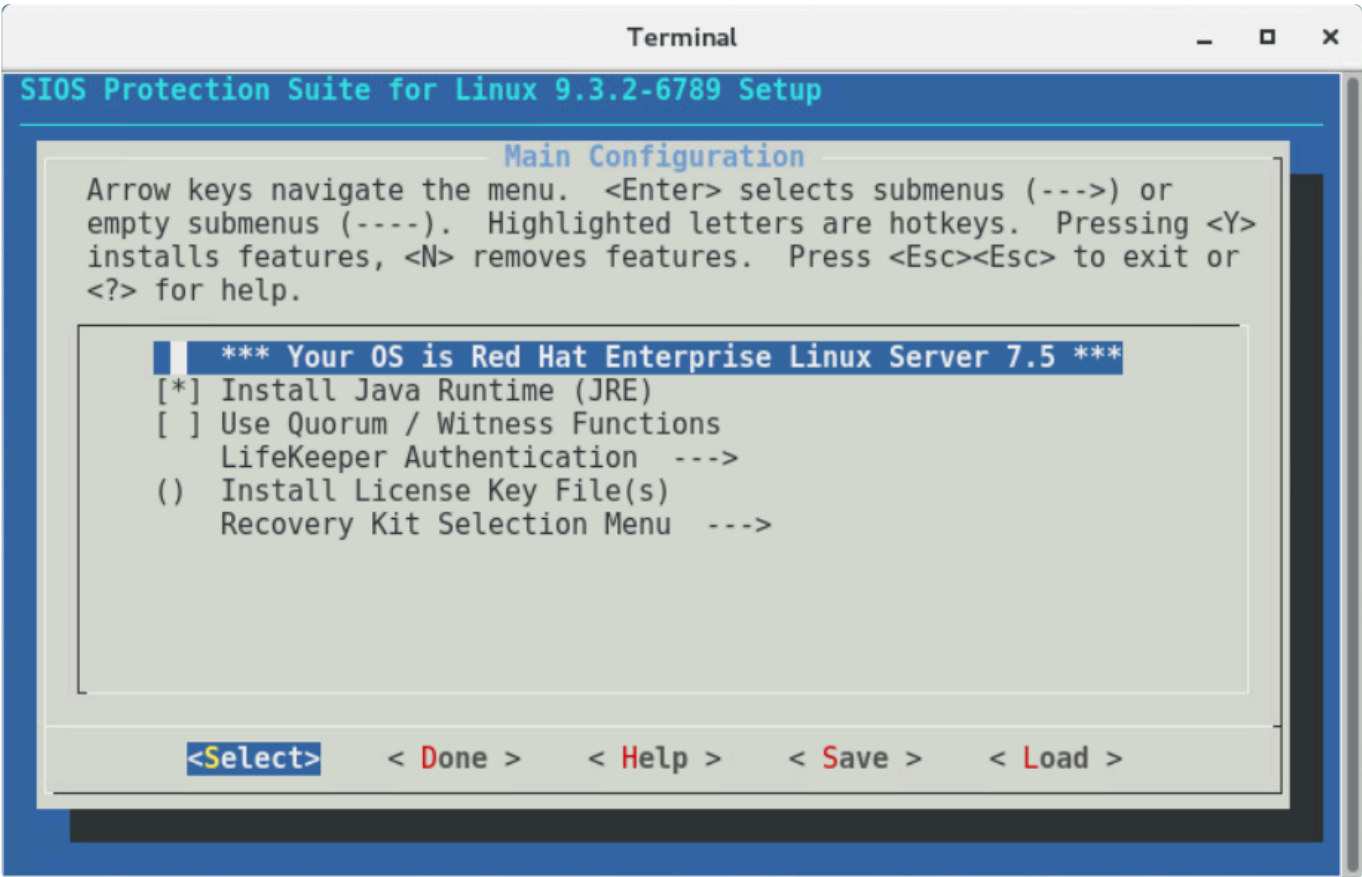 Terminal
SIOS Protection Suite for Linux 9.3.2-6789 Setup
Main Configuration
Arrow keys navigate the menu.  <Enter> selects submenus (--->) or
empty submenus (----).  Highlighted letters are hotkeys.  Pressing <Y>
installs features, <N> removes features.  Press <Esc><Esc> to exit or
<?> for help.
*** Your OS is Red Hat Enterprise Linux Server 7.5 ***
[*] Install Java Runtime (JRE)
[ ] Use Quorum / Witness Functions
LifeKeeper Authentication  --->
()  Install License Key File(s)
Recovery Kit Selection Menu  --->
<Select>    < Done >    < Help >    < Save >    < Load >